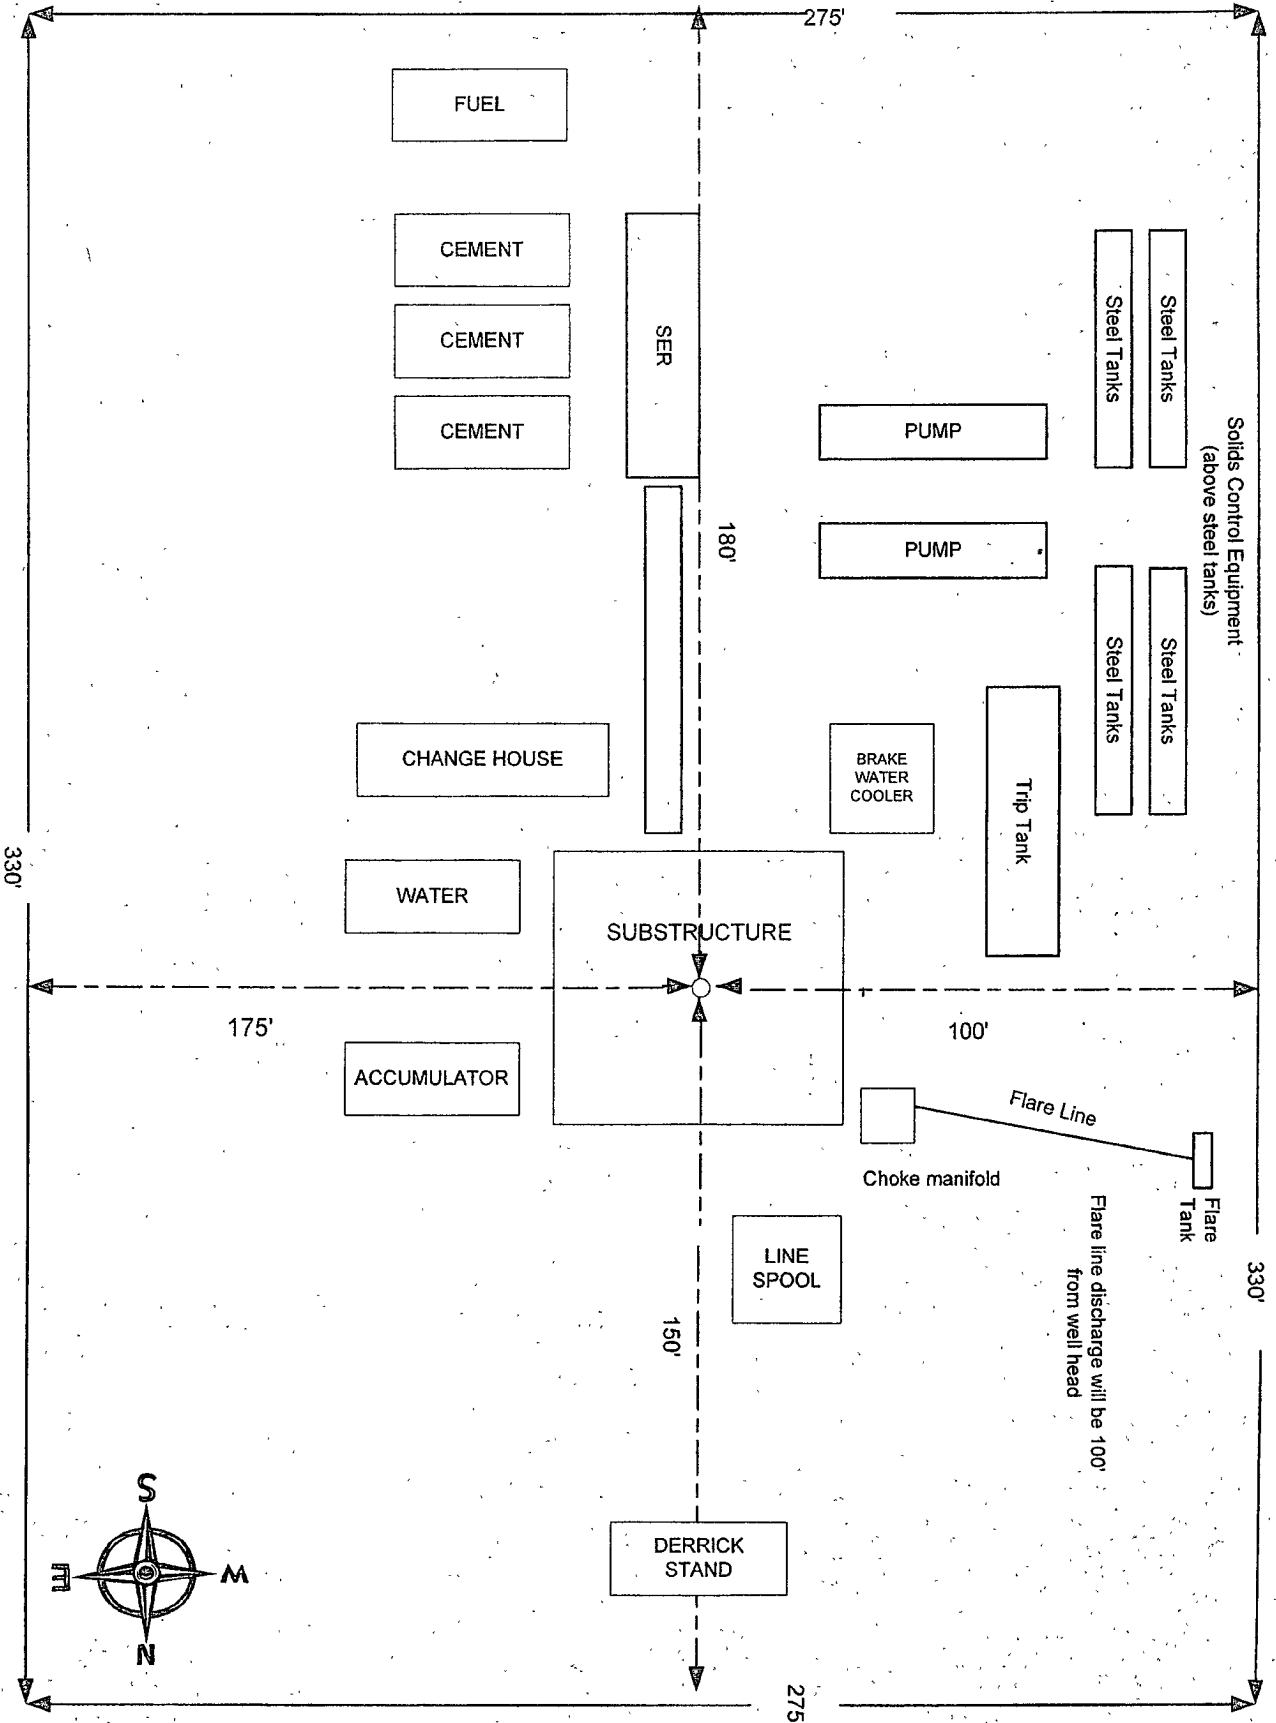 275'
FUEL
CEMENT
CEMENT
CEMENT
SER
Steel Tanks
Steel Tanks
PUMP
PUMP
Solids Control Equipment
(above steel tanks)
180'
Steel Tanks
Steel Tanks
CHANGE HOUSE
BRAKE
WATER
COOLER
Trip Tank
330'
WATER
SUBSTRUCTURE
175'
100'
ACCUMULATOR
Flare Line
Choke manifold
Flare
Tank
LINE
SPOOL
Flare line discharge will be 100'
from well head
330'
150'
DERRICK
STAND
S
W
E
N
275